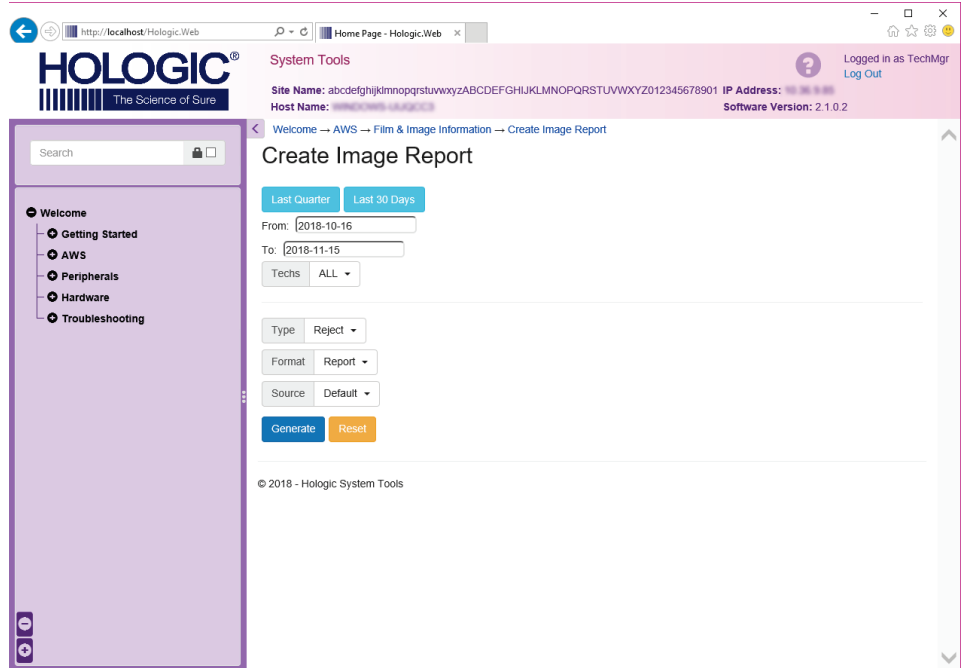 http://localhost/Hologic.Web
Home Page - Hologic.Web
HOLOGIC®
The Science of Sure
System Tools
Logged in as TechMgr
Log Out
Site Name: abcdefghijklmnopqrstuvwxyzABCDEFGHIJKLMNOPQRSTUVWXYZ012345678901 IP Address:
Host Name:
Software Version: 2.1.0.2
Search
Welcome → AWS → Film & Image Information → Create Image Report
Create Image Report
Last Quarter Last 30 Days
From: 2018-10-16
To: 2018-11-15
Techs ALL
Type Reject
Format Report
Source Default
Generate Reset
© 2018 - Hologic System Tools
Welcome
Getting Started
AWS
Peripherals
Hardware
Troubleshooting